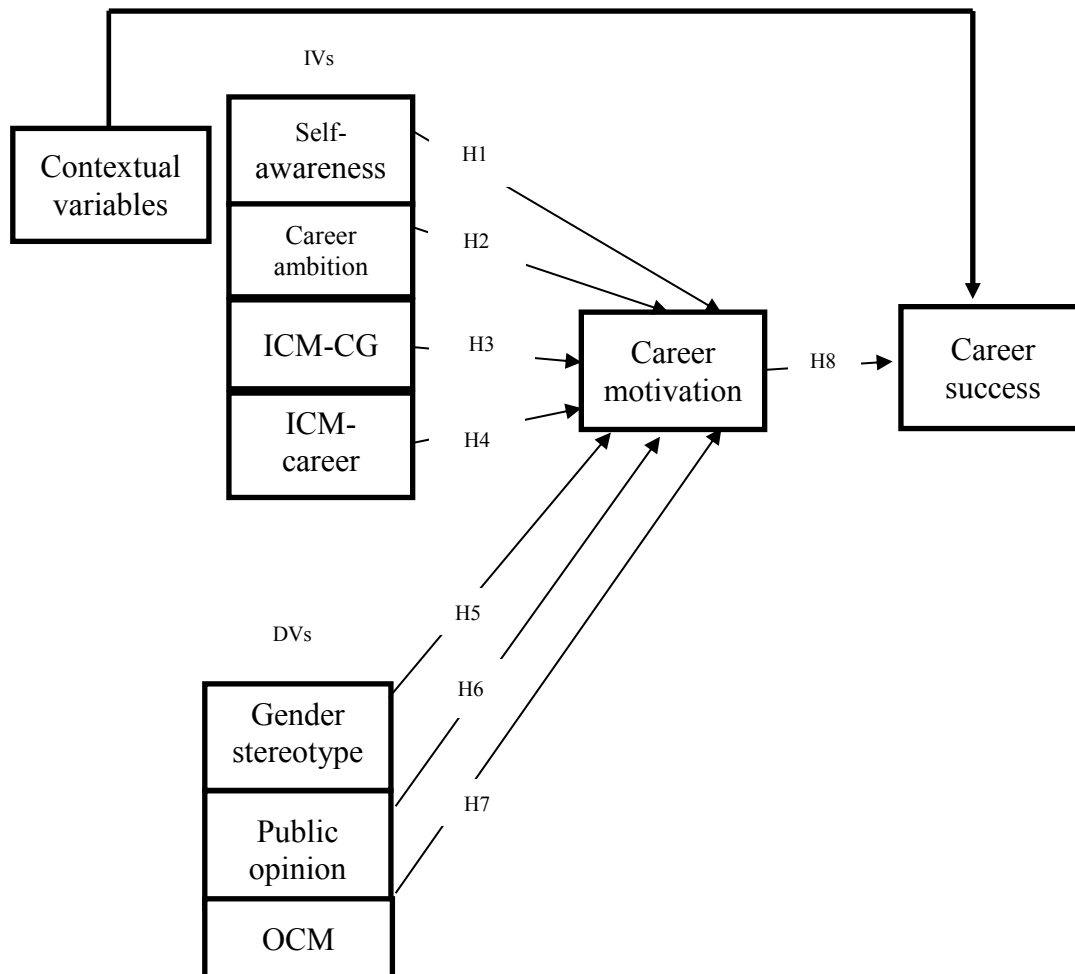 IVs
Contextual
variables
Self-
awareness
H1
Career
ambition
H2
ICM-CG
H3
ICM-
career
H4
Career
motivation
H8
Career
success
DVs
H5
Gender
stereotype
H6
Public
opinion
H7
OCM